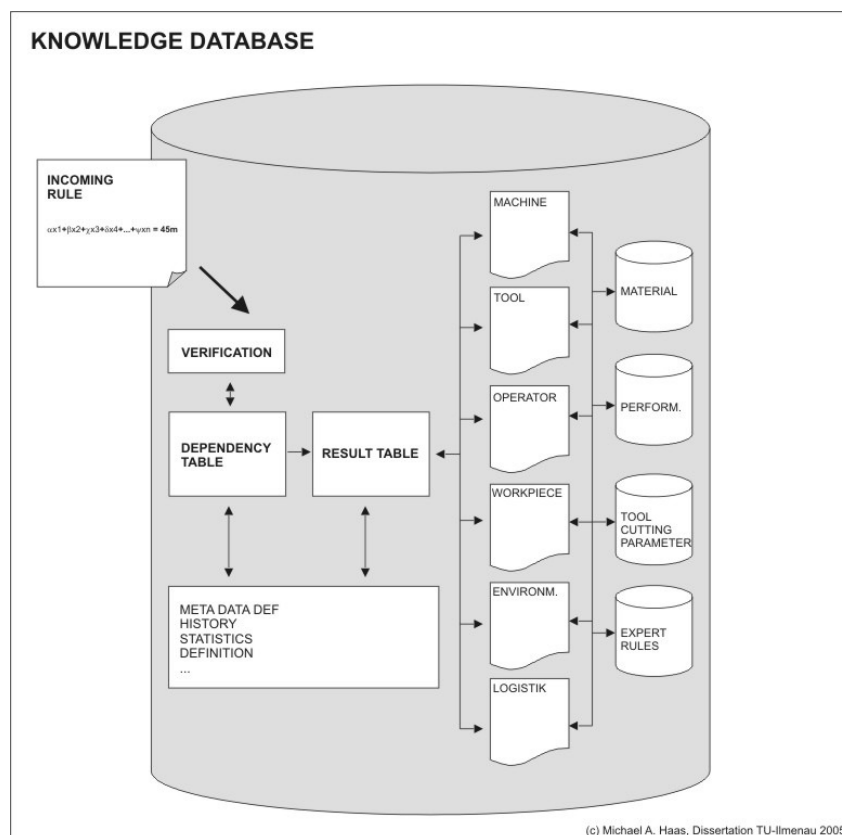 KNOWLEDGE DATABASE
INCOMING
RULE
αx1+βx2+χx3+δx4+...+ψxn = 45m
VERIFICATION
DEPENDENCY
TABLE
RESULT TABLE
META DATA DEF
HISTORY
STATISTICS
DEFINITION
...
MACHINE
TOOL
OPERATOR
WORKPIECE
ENVIRONM.
LOGISTIK
MATERIAL
PERFORM.
TOOL
CUTTING
PARAMETER
EXPERT
RULES
(c) Michael A. Haas, Dissertation TU-Ilmenau 2005